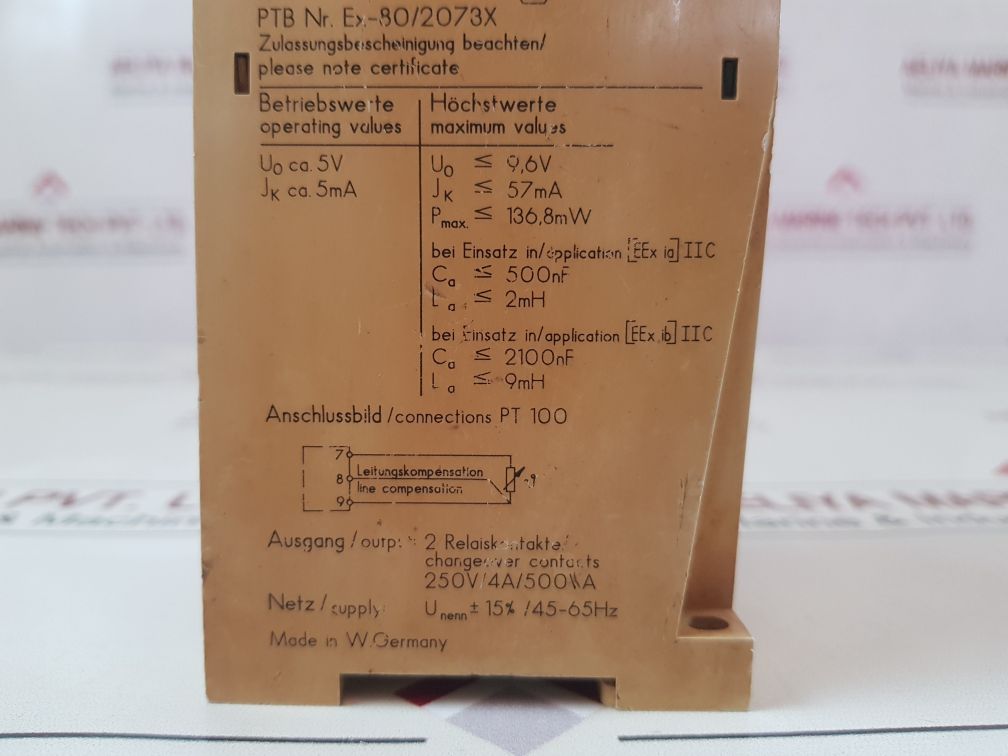 PTB Nr. Ex-80/2073X
Zulassungsbescheinigung beachten/
please note certificate
Betriebswerte
operating values
U₀ ca. 5V
Jₖ ca. 5mA
Höchstwerte
maximum values
U₀ ≤ 9,6V
Jₖ ≤ 57mA
Pmax. ≤ 136,8mW
bei Einsatz in/application [EEx ia] IIC
Cₐ ≤ 500nF
Lₐ ≤ 2mH
bei Einsatz in/application [EEx ib] IIC
Cₐ ≤ 2100nF
Lₐ ≤ 9mH
Anschlussbild/connections PT 100
7
Leitungskompensation
8
line compensation
9
ϑ
Ausgang/output: 2 Relaiskontakte/
changeover contacts
250V/4A/500VA
Netz/supply: Unenn ± 15% /45-65Hz
Made in W.Germany